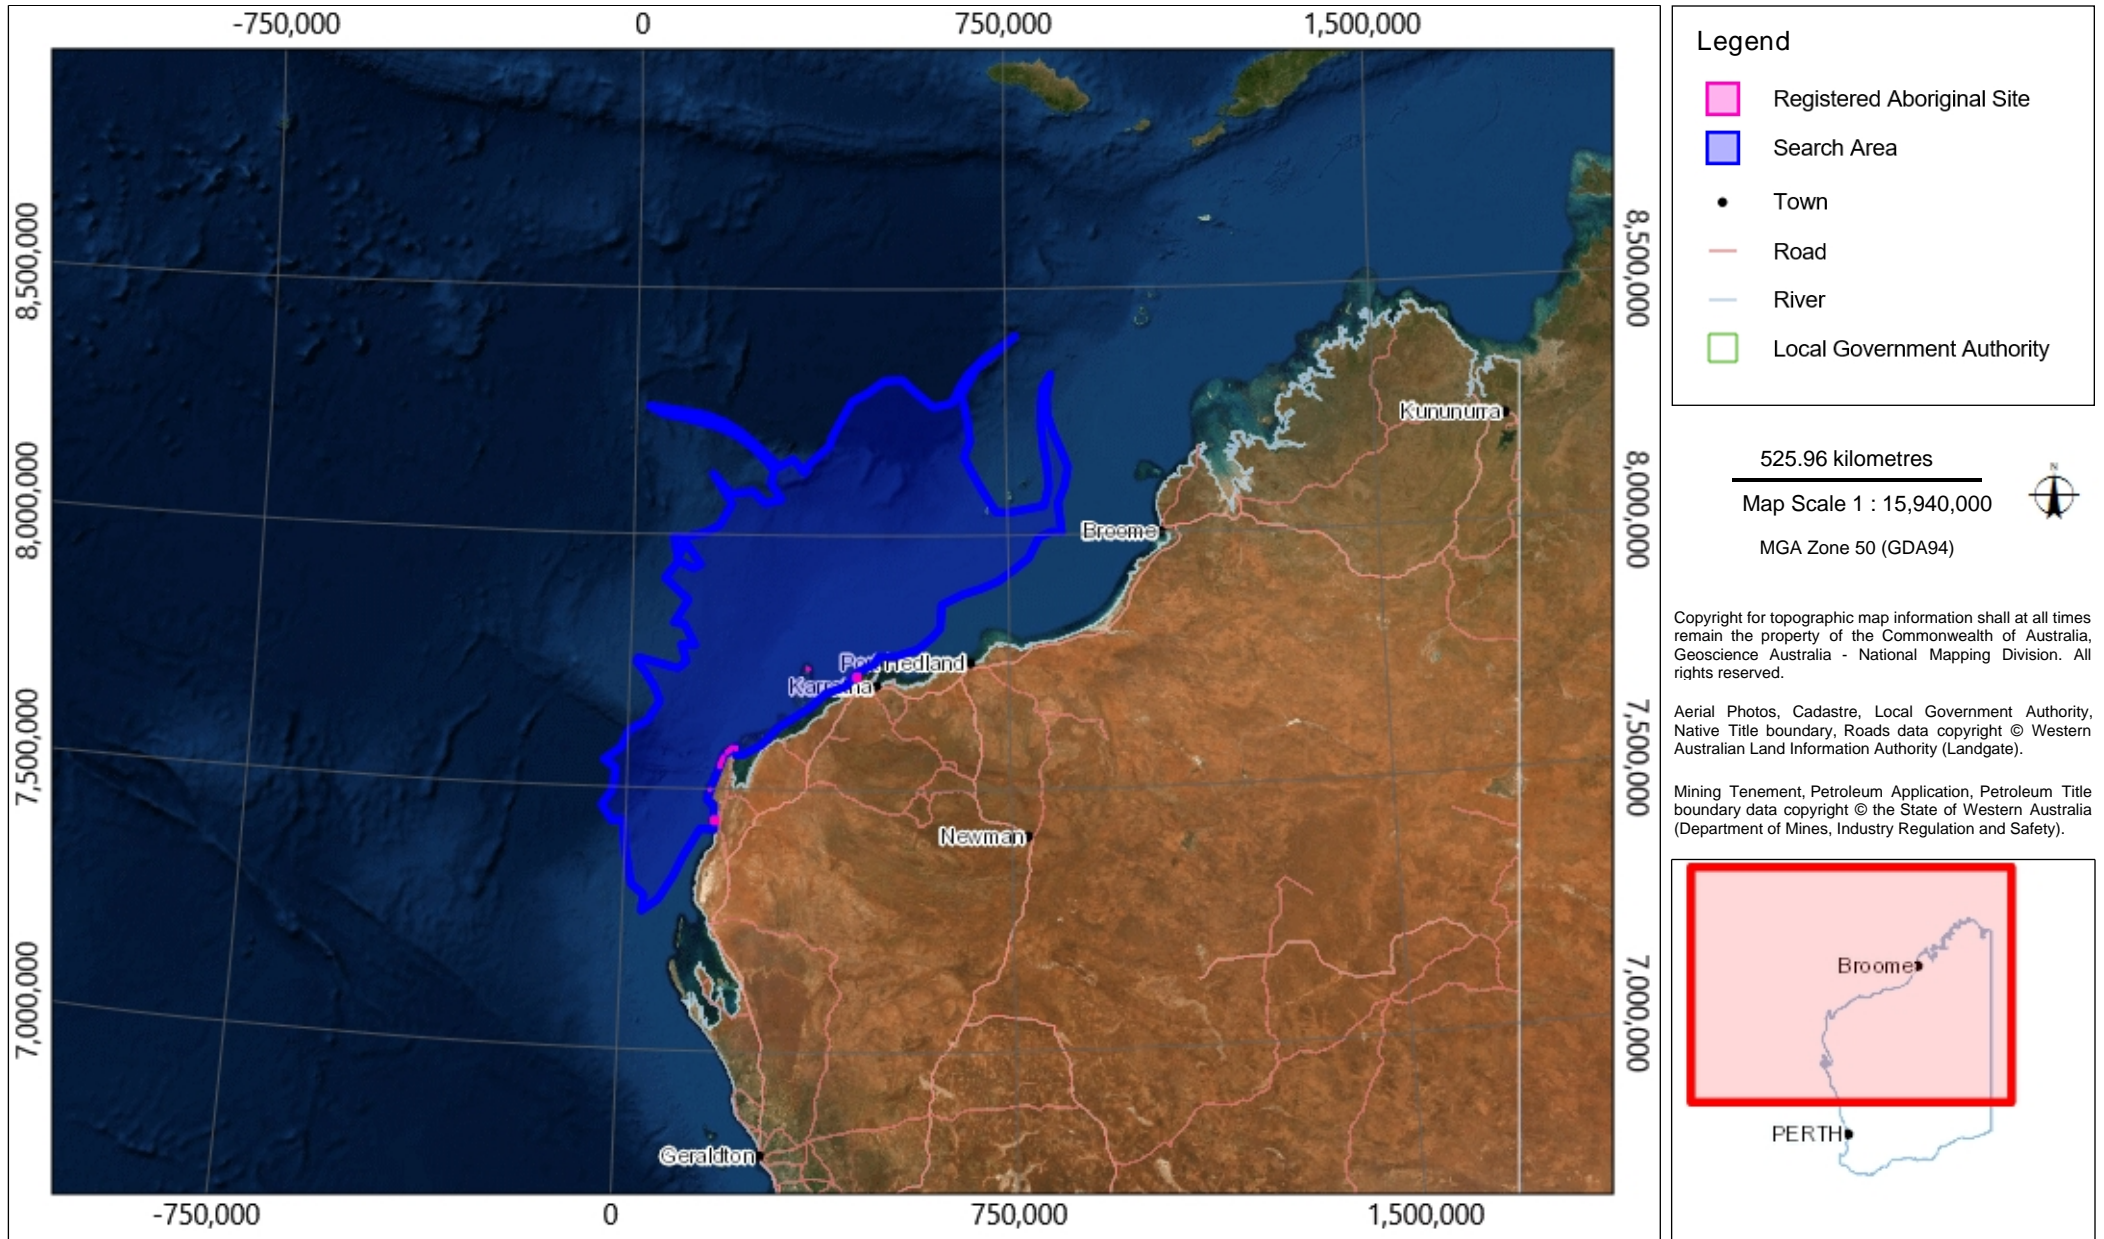 -750,000
0
750,000
1,500,000
8,500,000
8,000,000
7,500,000
7,000,000
8,500,000
8,000,000
7,500,000
7,000,000
Kununurra
Broome
Port Hedland
Karratha
Newman
Geraldton
-750,000
0
750,000
1,500,000
Legend
Registered Aboriginal Site
Search Area
Town
Road
River
Local Government Authority
525.96 kilometres
Map Scale 1 : 15,940,000
MGA Zone 50 (GDA94)
N
Copyright for topographic map information shall at all times
remain the property of the Commonwealth of Australia,
Geoscience Australia - National Mapping Division. All
rights reserved.
Aerial Photos, Cadastre, Local Government Authority,
Native Title boundary, Roads data copyright © Western
Australian Land Information Authority (Landgate).
Mining Tenement, Petroleum Application, Petroleum Title
boundary data copyright © the State of Western Australia
(Department of Mines, Industry Regulation and Safety).
Broome
PERTH